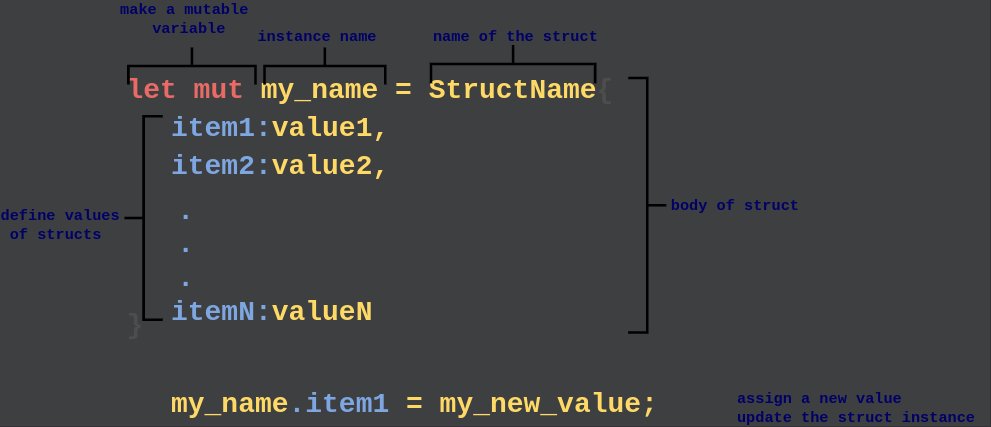 make a mutable
variable
instance name
name of the struct
let mut my_name = StructName{
item1:value1,
item2:value2,
.
.
.
itemN:valueN
}
define values
of structs
body of struct
my_name.item1 = my_new_value;
assign a new value
update the struct instance